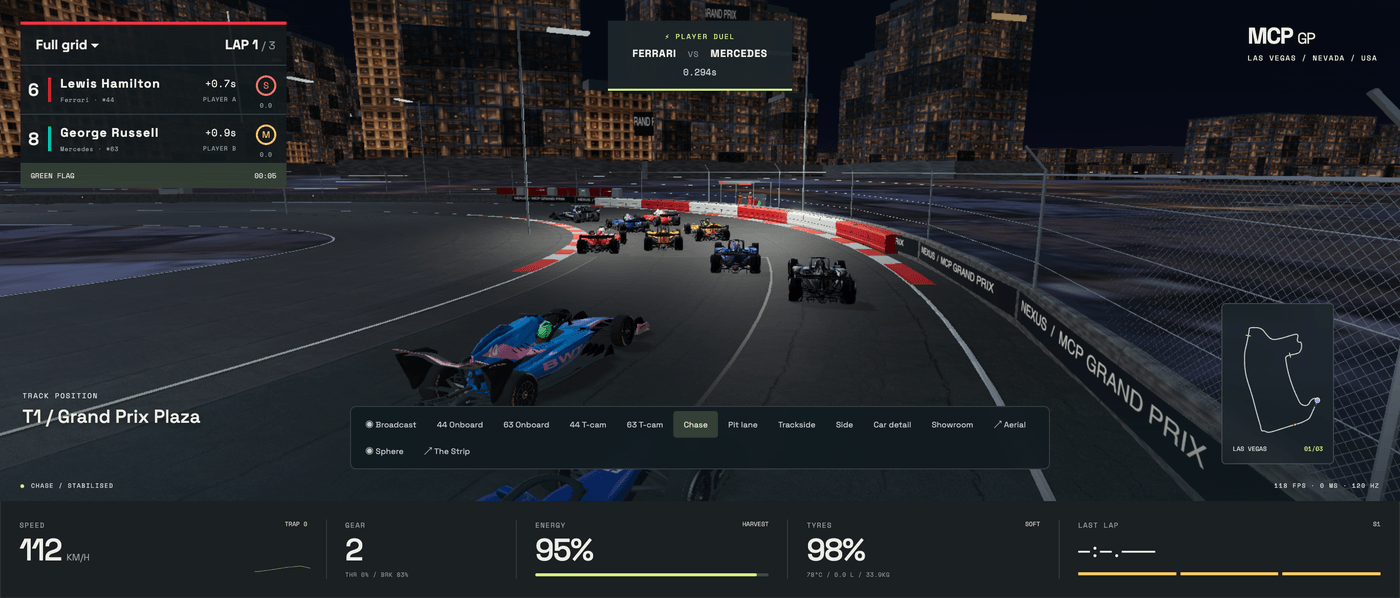 Full grid
LAP 1 / 3
6 Lewis Hamilton +0.7s S
Ferrari · #44 PLAYER A 0.0
8 George Russell +0.9s M
Mercedes · #63 PLAYER B 0.0
GREEN FLAG 00:05
GRAND PRIX
⚡ PLAYER DUEL
FERRARI VS MERCEDES
0.294s
MCP GP
LAS VEGAS / NEVADA / USA
NEXUS / MCP GRAND PRIX
NEXUS / MCP GRAND PRIX
NEXUS / MCP GRAND PRIX
BWT
TRACK POSITION
T1 / Grand Prix Plaza
◉ Broadcast 44 Onboard 63 Onboard 44 T-cam 63 T-cam Chase Pit lane Trackside Side Car detail Showroom ↗ Aerial
◉ Sphere ↗ The Strip
LAS VEGAS 01/03
CHASE / STABILISED
118 FPS · 0 MS · 120 HZ
SPEED TRAP 0
112 KM/H
GEAR
2
THR 6% / BRK 83%
ENERGY HARVEST
95%
TYRES SOFT
98%
78°C / 0.0 L / 33.9KG
LAST LAP S1
—:—.———